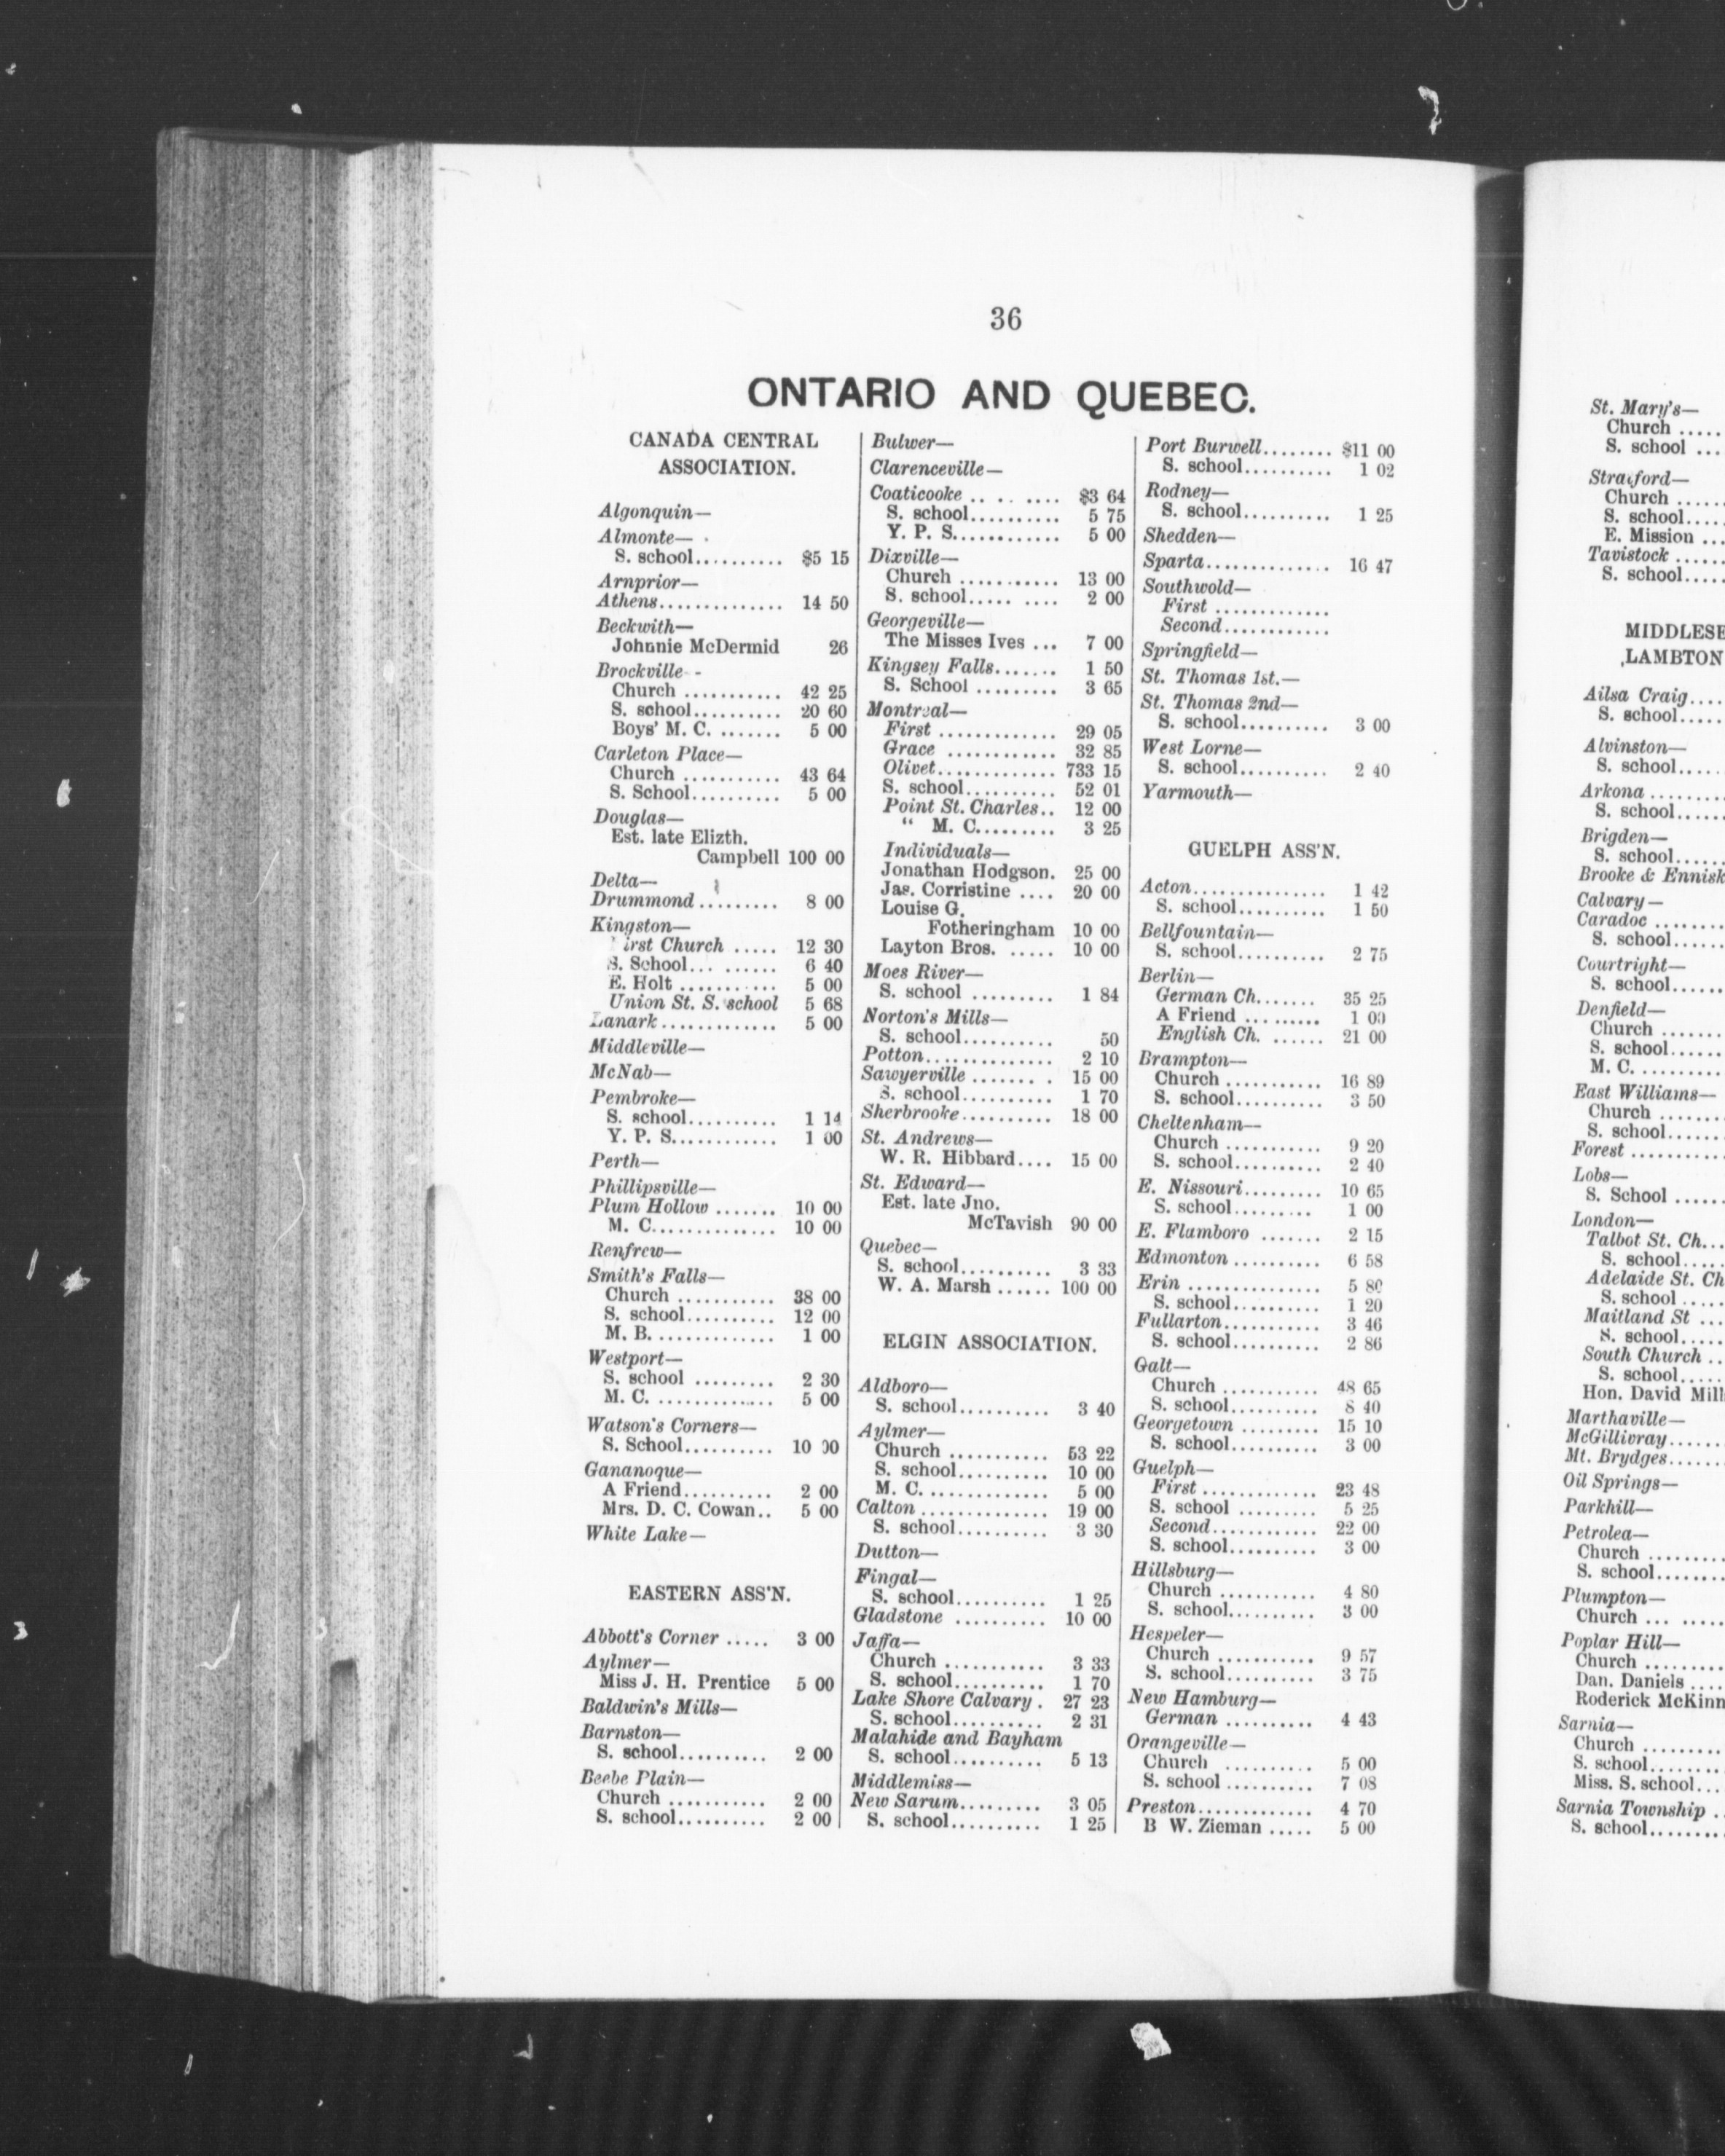 36
ONTARIO AND QUEBEC.
CANADA CENTRAL
ASSOCIATION.
Algonquin—
Almonte—
S. school.......... $5 15
Arnprior—
Athens.............. 14 50
Beckwith—
Johnnie McDermid 26
Brockville--
Church ........... 42 25
S. school.......... 20 60
Boys' M. C. ....... 5 00
Carleton Place—
Church ........... 43 64
S. School.......... 5 00
Douglas—
Est. late Elizth.
Campbell 100 00
Delta—
Drummond ......... 8 00
Kingston—
irst Church ..... 12 30
S. School... ...... 6 40
E. Holt ........... 5 00
Union St. S. school 5 68
Lanark ............. 5 00
Middleville—
McNab—
Pembroke—
S. school.......... 1 14
Y. P. S............ 1 00
Perth—
Phillipsville—
Plum Hollow ....... 10 00
M. C.............. 10 00
Renfrew—
Smith's Falls—
Church ........... 38 00
S. school.......... 12 00
M. B. ............. 1 00
Westport—
S. school ......... 2 30
M. C. ............. 5 00
Watson's Corners—
S. School.......... 10 00
Gananoque—
A Friend.......... 2 00
Mrs. D. C. Cowan.. 5 00
White Lake—
EASTERN ASS'N.
Abbott's Corner ..... 3 00
Aylmer—
Miss J. H. Prentice 5 00
Baldwin's Mills—
Barnston—
S. school.......... 2 00
Beebe Plain—
Church ........... 2 00
S. school.......... 2 00
Bulwer—
Clarenceville—
Coaticooke .. .. .... $3 64
S. school.......... 5 75
Y. P. S............ 5 00
Dixville—
Church ........... 13 00
S. school..... .... 2 00
Georgeville—
The Misses Ives ... 7 00
Kingsey Falls....... 1 50
S. School ......... 3 65
Montreal—
First ............. 29 05
Grace ............ 32 85
Olivet............. 733 15
S. school.......... 52 01
Point St. Charles.. 12 00
“ M. C......... 3 25
Individuals—
Jonathan Hodgson. 25 00
Jas. Corristine .... 20 00
Louise G.
Fotheringham 10 00
Layton Bros. ..... 10 00
Moes River—
S. school ......... 1 84
Norton's Mills—
S. school.......... 50
Potton.............. 2 10
Sawyerville ....... . 15 00
S. school.......... 1 70
Sherbrooke.......... 18 00
St. Andrews—
W. R. Hibbard.... 15 00
St. Edward—
Est. late Jno.
McTavish 90 00
Quebec—
S. school.......... 3 33
W. A. Marsh ...... 100 00
ELGIN ASSOCIATION.
Aldboro—
S. school.......... 3 40
Aylmer—
Church ........... 53 22
S. school.......... 10 00
M. C. ............. 5 00
Calton .............. 19 00
S. school.......... 3 30
Dutton—
Fingal—
S. school.......... 1 25
Gladstone .......... 10 00
Jaffa—
Church ........... 3 33
S. school.......... 1 70
Lake Shore Calvary . 27 23
S. school.......... 2 31
Malahide and Bayham
S. school.......... 5 13
Middlemiss—
New Sarum......... 3 05
S. school.......... 1 25
Port Burwell........ $11 00
S. school.......... 1 02
Rodney—
S. school.......... 1 25
Shedden—
Sparta.............. 16 47
Southwold—
First .............
Second............
Springfield—
St. Thomas 1st.—
St. Thomas 2nd—
S. school.......... 3 00
West Lorne—
S. school.......... 2 40
Yarmouth—
GUELPH ASS'N.
Acton............... 1 42
S. school.......... 1 50
Bellfountain—
S. school.......... 2 75
Berlin—
German Ch....... 35 25
A Friend ......... 1 00
English Ch. ...... 21 00
Brampton—
Church ........... 16 89
S. school.......... 3 50
Cheltenham—
Church ........... 9 20
S. school.......... 2 40
E. Nissouri......... 10 65
S. school......... 1 00
E. Flamboro ....... 2 15
Edmonton .......... 6 58
Erin ............... 5 80
S. school.......... 1 20
Fullarton........... 3 46
S. school.......... 2 86
Galt—
Church ........... 48 65
S. school.......... 8 40
Georgetown ......... 15 10
S. school.......... 3 00
Guelph—
First ............. 23 48
S. school ......... 5 25
Second............ 22 00
S. school.......... 3 00
Hillsburg—
Church ........... 4 80
S. school.......... 3 00
Hespeler—
Church ........... 9 57
S. school.......... 3 75
New Hamburg—
German .......... 4 43
Orangeville—
Church .......... 5 00
S. school .......... 7 08
Preston............. 4 70
B W. Zieman ..... 5 00
St. Mary's—
Church .....
S. school ...
Stratford—
Church .....
S. school....
E. Mission ...
Tavistock ......
S. school....
MIDDLESE
LAMBTON
Ailsa Craig....
S. school....
Alvinston—
S. school....
Arkona ........
S. school....
Brigden—
S. school....
Brooke & Ennisk
Calvary—
Caradoc .......
S. school....
Courtright—
S. school....
Denfield—
Church ......
S. school....
M. C. ........
East Williams—
Church ......
S. school.....
Forest .........
Lobs—
S. School .....
London—
Talbot St. Ch...
S. school....
Adelaide St. Ch
S. school ....
Maitland St ...
S. school....
South Church ..
S. school....
Hon. David Mill
Marthaville—
McGillivray......
Mt. Brydges......
Oil Springs—
Parkhill—
Petrolea—
Church ........
S. school.......
Plumpton—
Church ... .....
Poplar Hill—
Church ........
Dan. Daniels ....
Roderick McKinn
Sarnia—
Church ........
S. school.......
Miss. S. school...
Sarnia Township .
S. school........